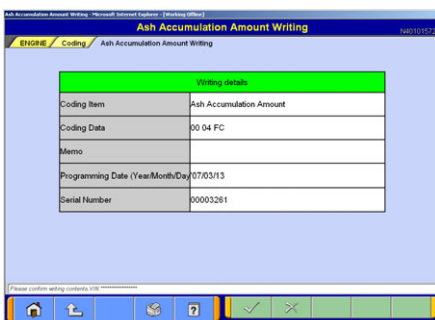 Ash Accumulation Amount Writing - Microsoft Internet Explorer - [Working Offline]
Ash Accumulation Amount Writing
ENGINE Coding Ash Accumulation Amount Writing
Writing details
Coding Item Ash Accumulation Amount
Coding Data 00 04 FC
Memo
Programming Date (Year/Month/Day '07/03/13
Serial Number 00003261
Please confirm writing contents.VIN:*****************
?